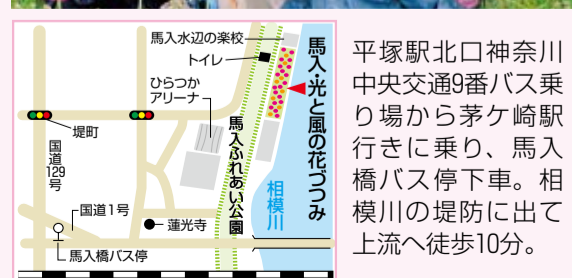 馬入水辺の楽校
トイレ
ひらつか
アリーナ
馬入・光と風の花づつみ
馬入ふれあい公園
相模川
堤町
国道129号
国道1号
蓮光寺
馬入橋バス停
平塚駅北口神奈川
中央交通9番バス乗
り場から茅ケ崎駅
行きに乗り、馬入
橋バス停下車。相
模川の堤防に出て
上流へ徒歩10分。